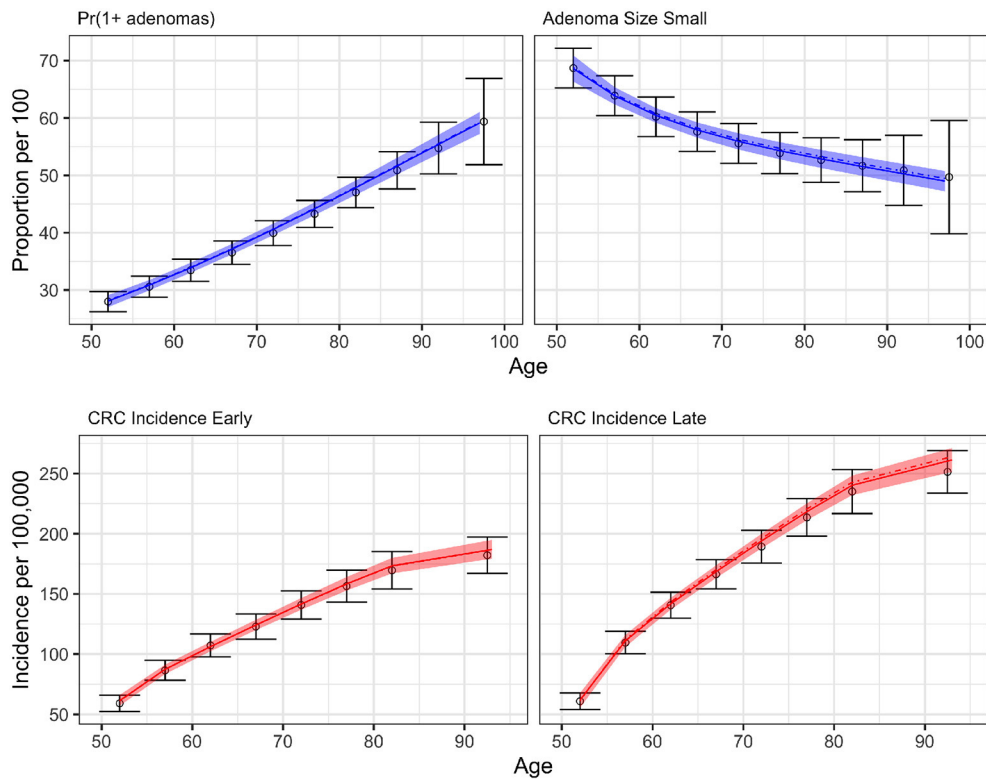 Pr(1+ adenomas)
Adenoma Size Small
Proportion per 100
70
60
50
40
30
50 60 70 80 90 100
50 60 70 80 90 100
Age
CRC Incidence Early
CRC Incidence Late
Incidence per 100,000
250
200
150
100
50
50 60 70 80 90
50 60 70 80 90
Age